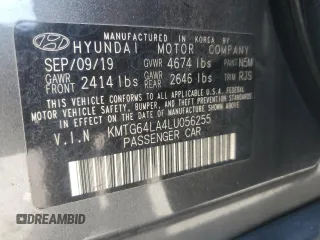 MANUFACTURED IN KOREA BY
HYUNDAI MOTOR COMPANY
SEP/09/19 GVWR 4674 lbs PAINT N5M
GAWR FRONT 2414 lbs GAWR REAR 2646 lbs TRIM RJS
THIS VEHICLE CONFORMS TO ALL APPLICABLE FEDERAL
MOTOR VEHICLE SAFETY, BUMPER, AND THEFT PREVENTION
STANDARDS IN EFFECT ON THE DATE OF MANUFACTURE SHOWN ABOVE.
V.I.N KMTG64LA4LU056255
PASSENGER CAR
DREAMBID
dreambid.com